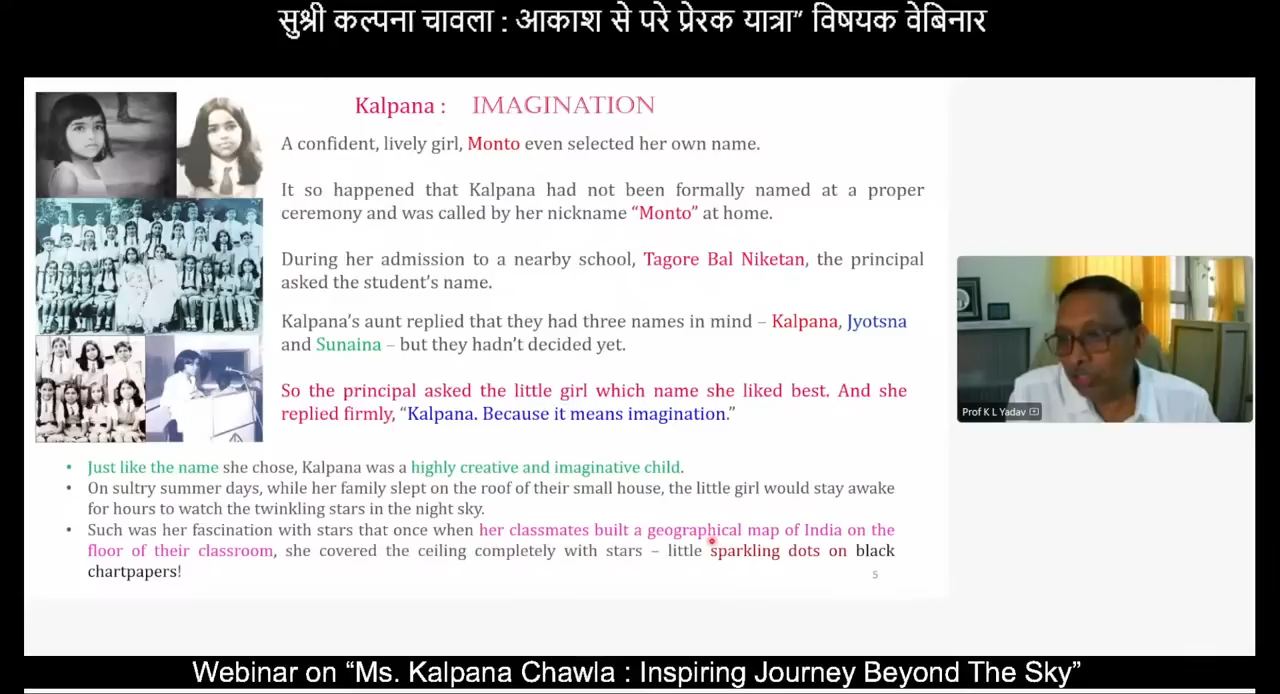 सुश्री कल्पना चावला : आकाश से परे प्रेरक यात्रा” विषयक वेबिनार
Kalpana : IMAGINATION
A confident, lively girl, Monto even selected her own name.
It so happened that Kalpana had not been formally named at a proper
ceremony and was called by her nickname “Monto” at home.
During her admission to a nearby school, Tagore Bal Niketan, the principal
asked the student’s name.
Kalpana’s aunt replied that they had three names in mind – Kalpana, Jyotsna
and Sunaina – but they hadn’t decided yet.
So the principal asked the little girl which name she liked best. And she
replied firmly, “Kalpana. Because it means imagination.”
• Just like the name she chose, Kalpana was a highly creative and imaginative child.
• On sultry summer days, while her family slept on the roof of their small house, the little girl would stay awake
for hours to watch the twinkling stars in the night sky.
• Such was her fascination with stars that once when her classmates built a geographical map of India on the
floor of their classroom, she covered the ceiling completely with stars – little sparkling dots on black
chartpapers!
5
Prof K L Yadav
Webinar on “Ms. Kalpana Chawla : Inspiring Journey Beyond The Sky”